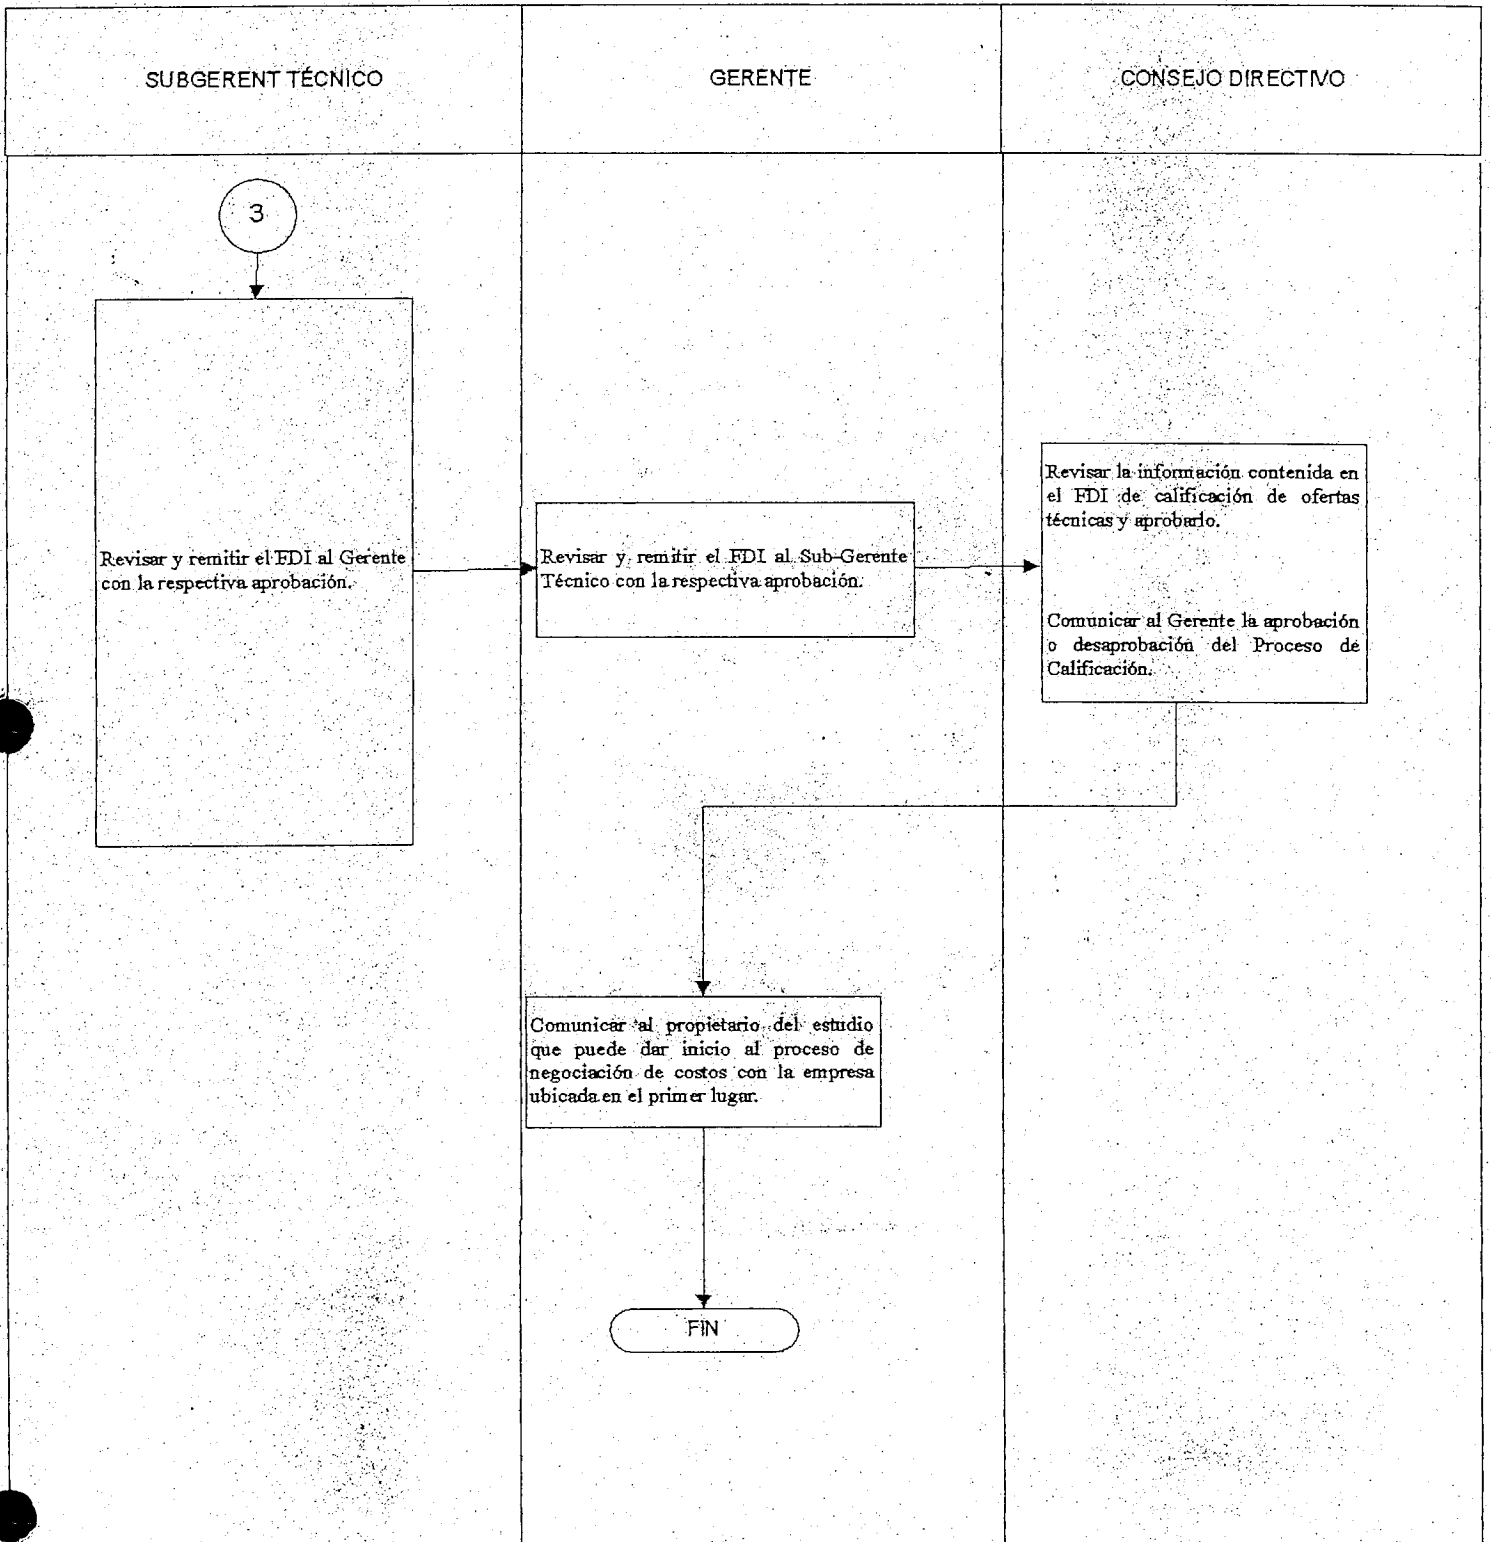 SUBGERENT TÉCNICO
GERENTE
CONSEJO DIRECTIVO
3
Revisar y remitir el FDI al Gerente
con la respectiva aprobación.
Revisar y remitir el FDI al Sub-Gerente
Técnico con la respectiva aprobación.
Revisar la información contenida en
el FDI de calificación de ofertas
técnicas y aprobarlo.
Comunicar al Gerente la aprobación
o desaprobación del Proceso de
Calificación.
Comunicar al propietario del estudio
que puede dar inicio al proceso de
negociación de costos con la empresa
ubicada en el primer lugar.
FIN